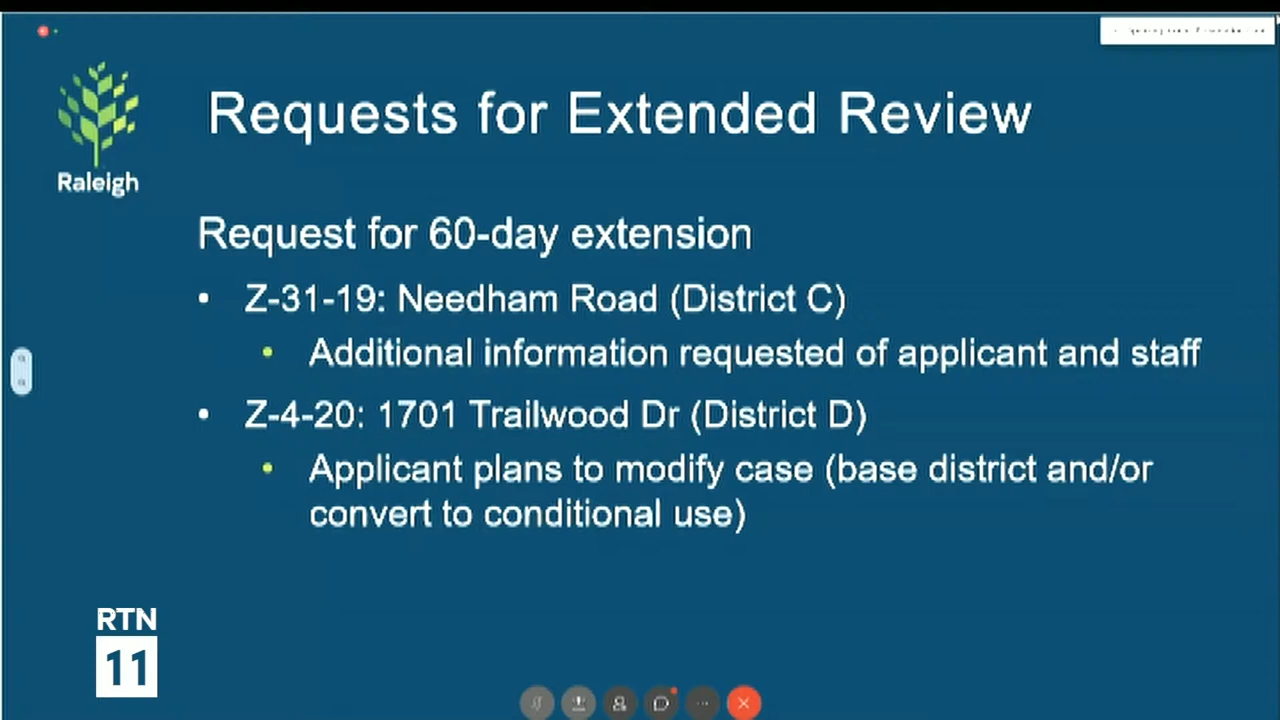 Raleigh
Requests for Extended Review
Request for 60-day extension
• Z-31-19: Needham Road (District C)
• Additional information requested of applicant and staff
• Z-4-20: 1701 Trailwood Dr (District D)
• Applicant plans to modify case (base district and/or
convert to conditional use)
RTN
11